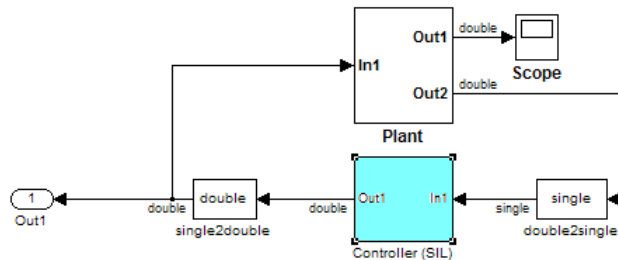 Out1
double
Scope
In1
Out2
double
Plant
1
Out1
double
double
single2double
double
Out1
In1
Controller (SIL)
single
single
double2single